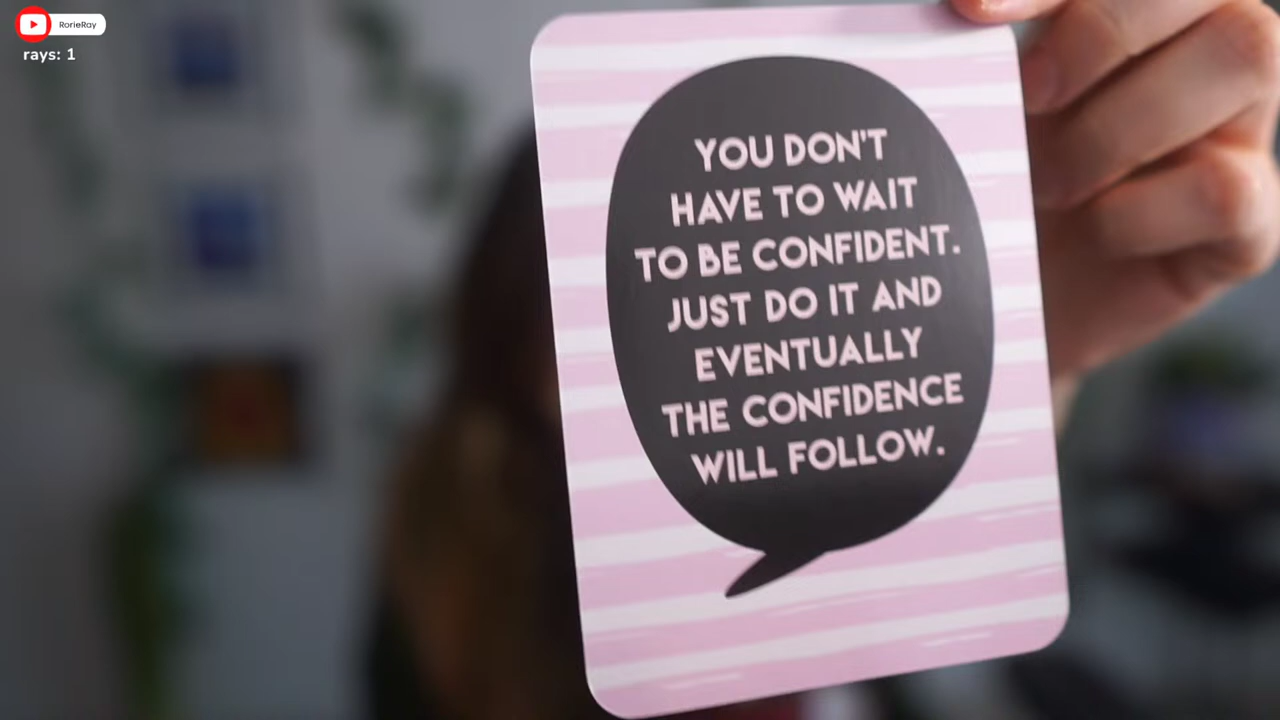 RorieRay
rays: 1
YOU DON'T
HAVE TO WAIT
TO BE CONFIDENT.
JUST DO IT AND
EVENTUALLY
THE CONFIDENCE
WILL FOLLOW.